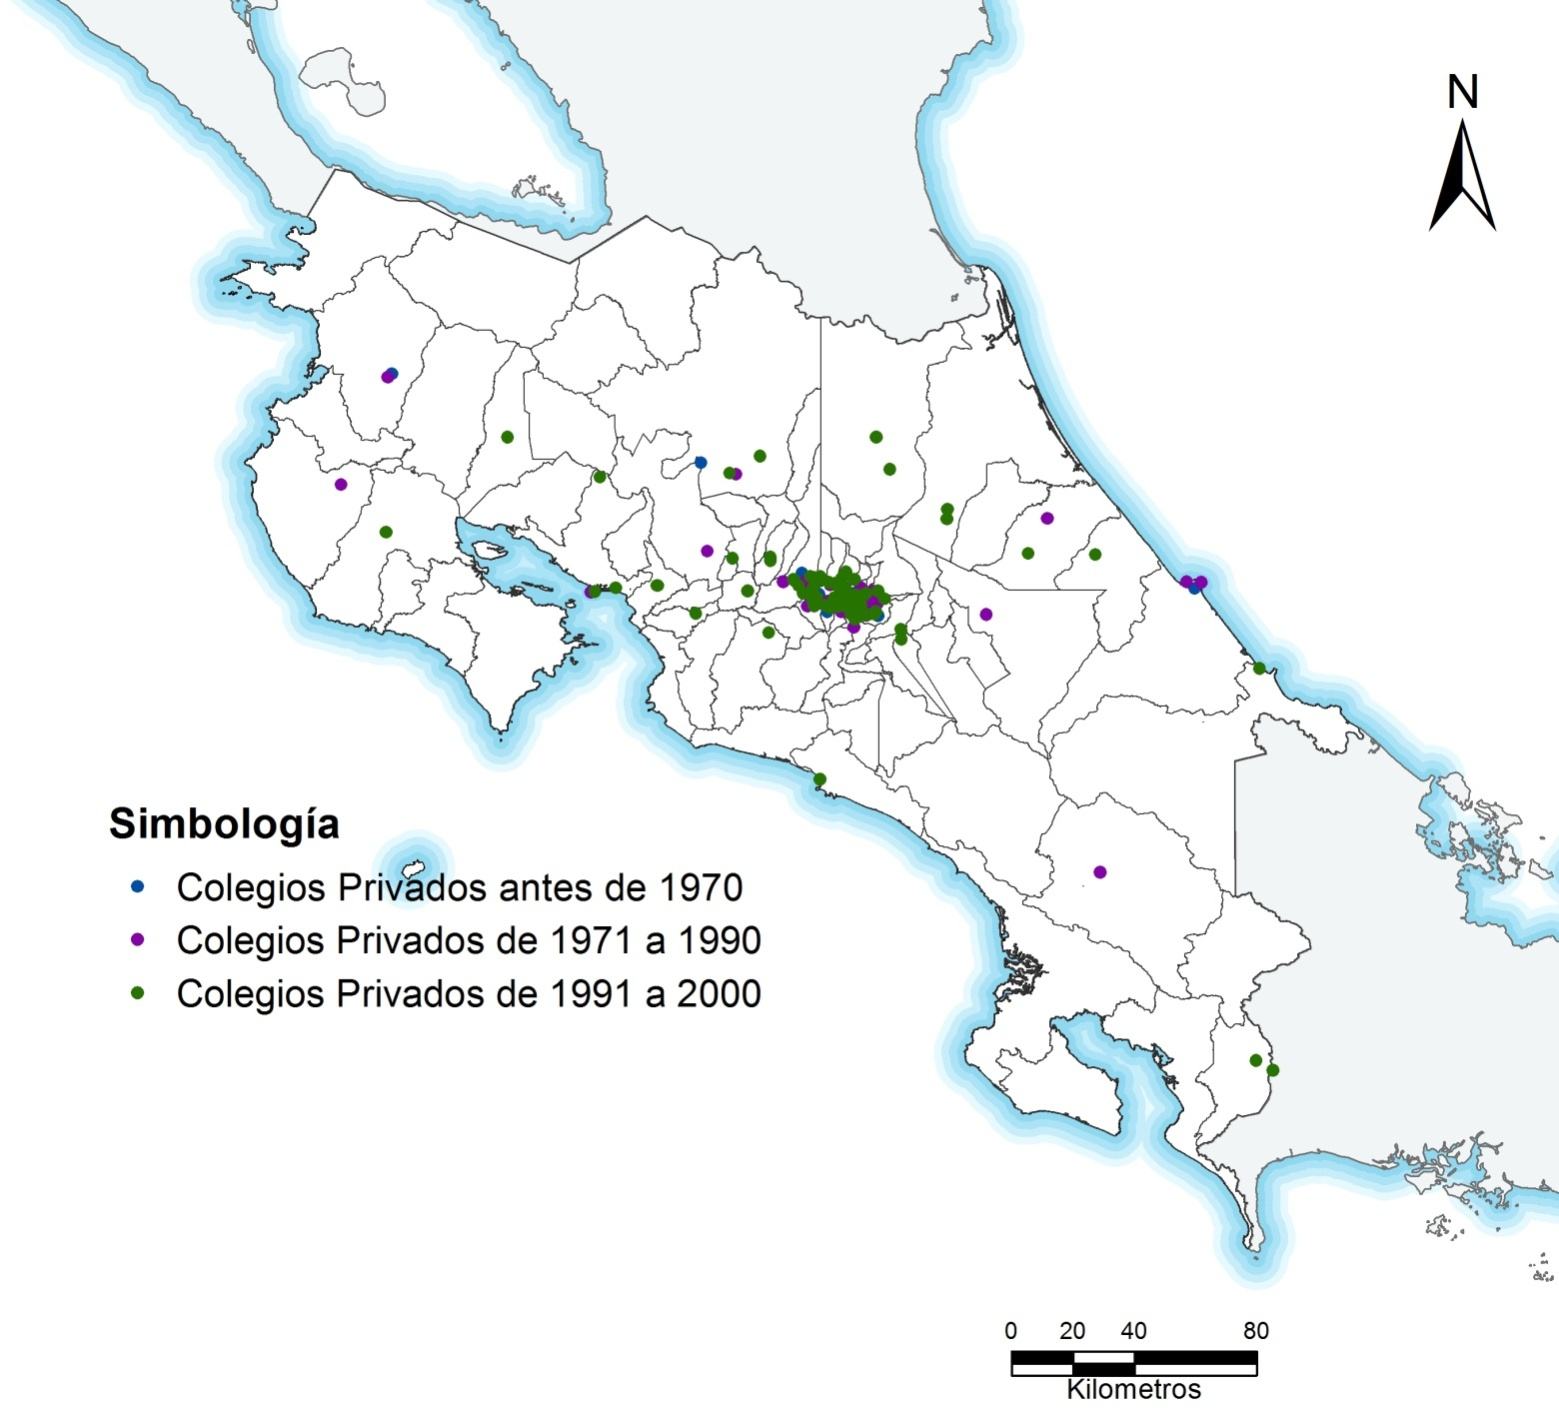 N
Simbología
Colegios Privados antes de 1970
Colegios Privados de 1971 a 1990
Colegios Privados de 1991 a 2000
0 20 40 80
Kilometros